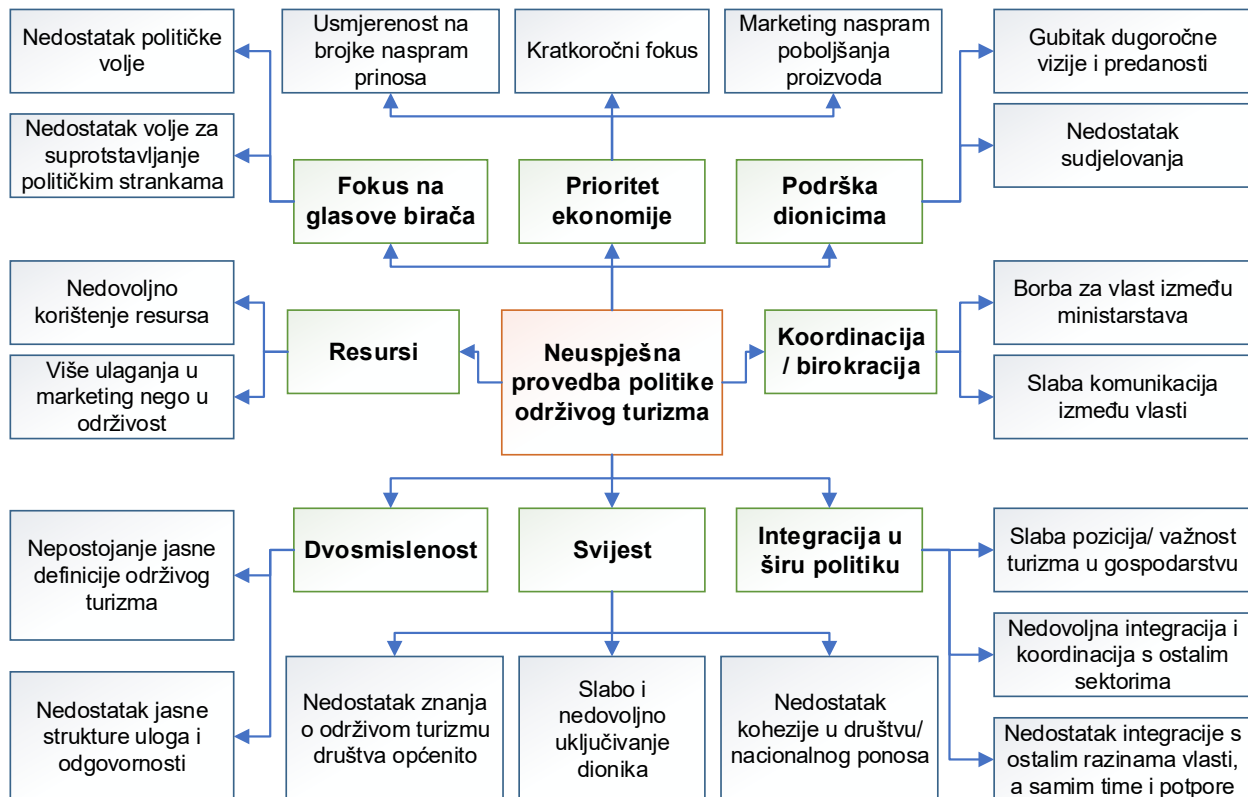 Nedostatak političke
volje
Usmjerenost na
brojke naspram
prinosa
Kratkoročni fokus
Marketing naspram
poboljšanja
proizvoda
Gubitak dugoročne
vizije i predanosti
Nedostatak volje za
suprotstavljanje
političkim strankama
Fokus na
glasove birača
Prioritet
ekonomije
Podrška
dionicima
Nedostatak
sudjelovanja
Nedovoljno
korištenje resursa
Više ulaganja u
marketing nego u
održivost
Resursi
Neuspješna
provedba politike
održivog turizma
Koordinacija
/ birokracija
Borba za vlast između
ministarstava
Slaba komunikacija
između vlasti
Nepostojanje jasne
definicije održivog
turizma
Dvosmislenost
Svijest
Integracija u
širu politiku
Slaba pozicija/ važnost
turizma u gospodarstvu
Nedovoljna integracija i
koordinacija s ostalim
sektorima
Nedostatak jasne
strukture uloga i
odgovornosti
Nedostatak znanja
o održivom turizmu
društva općenito
Slabo i
nedovoljno
uključivanje
dionika
Nedostatak
kohezije u društvu/
nacionalnog ponosa
Nedostatak integracije s
ostalim razinama vlasti,
a samim time i potpore